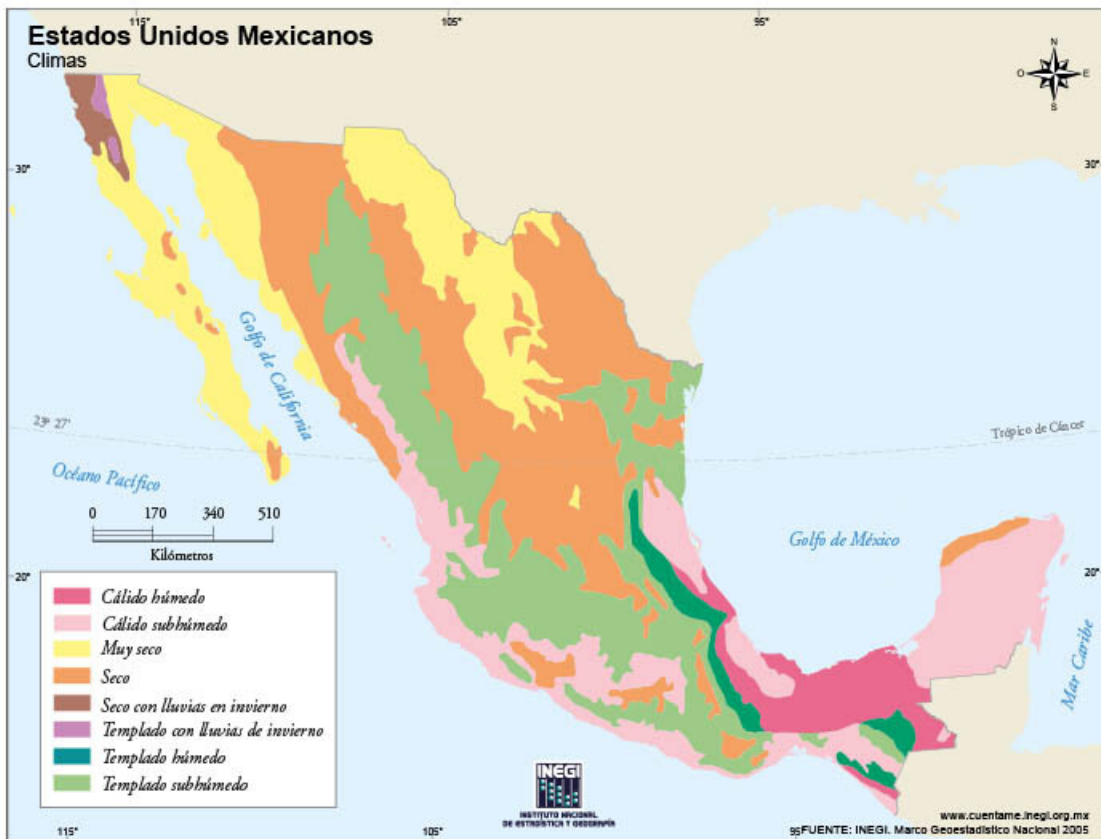 115°
105°
95°
Estados Unidos Mexicanos
Climas
N
O
E
S
30°
30°
Golfo de California
23° 27'
Trópico de Cáncer
Océano Pacífico
0 170 340 510
Kilómetros
Golfo de México
20°
20°
Mar Caribe
Cálido húmedo
Cálido subhúmedo
Muy seco
Seco
Seco con lluvias en invierno
Templado con lluvias de invierno
Templado húmedo
Templado subhúmedo
INEGI
INSTITUTO NACIONAL
DE ESTADÍSTICA Y GEOGRAFÍA
www.cuentame.inegi.org.mx
115°
105°
95°
FUENTE: INEGI. Marco Geoestadístico Nacional 2005